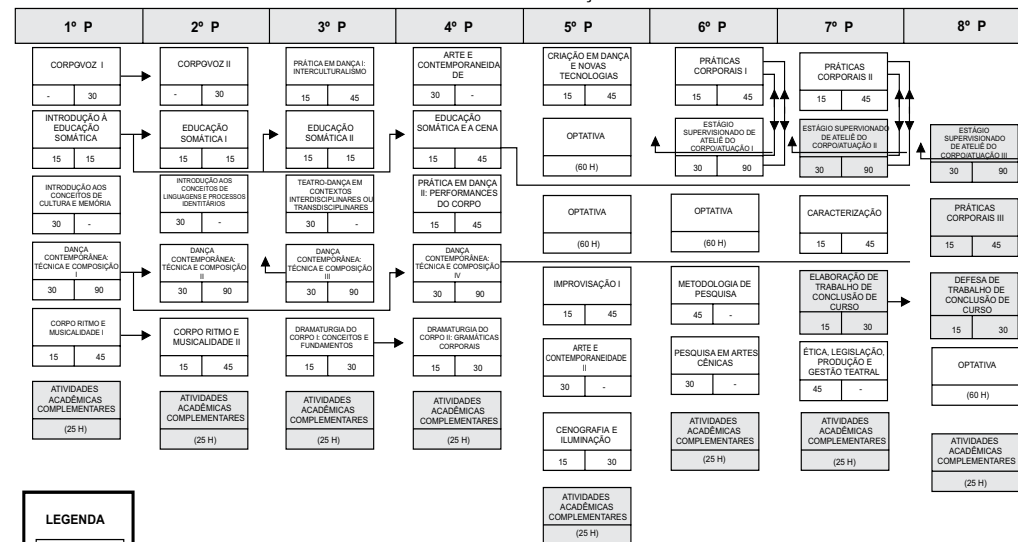 1º P
2º P
3º P
4º P
5º P
6º P
7º P
8º P
CORPOVOZ I
- 30
INTRODUÇÃO À
EDUCAÇÃO
SOMÁTICA
15 15
INTRODUÇÃO AOS
CONCEITOS DE
CULTURA E MEMÓRIA
30 -
DANÇA
CONTEMPORÂNEA:
TÉCNICA E COMPOSIÇÃO
I
30 90
CORPO RITMO E
MUSICALIDADE I
15 45
ATIVIDADES
ACADÊMICAS
COMPLEMENTARES
(25 H)
CORPOVOZ II
- 30
EDUCAÇÃO
SOMÁTICA I
15 15
INTRODUÇÃO AOS
CONCEITOS DE
LINGUAGENS E PROCESSOS
IDENTITÁRIOS
30 -
DANÇA
CONTEMPORÂNEA:
TÉCNICA E COMPOSIÇÃO
II
30 90
CORPO RITMO E
MUSICALIDADE II
15 45
ATIVIDADES
ACADÊMICAS
COMPLEMENTARES
(25 H)
PRÁTICA EM DANÇA I:
INTERCULTURALISMO
15 45
EDUCAÇÃO
SOMÁTICA II
15 15
TEATRO-DANÇA EM
CONTEXTOS
INTERDISCIPLINARES OU
TRANSDISCIPLINARES
30 -
DANÇA
CONTEMPORÂNEA:
TÉCNICA E COMPOSIÇÃO
III
30 90
DRAMATURGIA DO
CORPO I: CONCEITOS E
FUNDAMENTOS
15 30
ATIVIDADES
ACADÊMICAS
COMPLEMENTARES
(25 H)
ARTE E
CONTEMPORANEIDA
DE
30 -
EDUCAÇÃO
SOMÁTICA E A CENA
15 45
PRÁTICA EM DANÇA
II: PERFORMANCES
DO CORPO
15 45
DANÇA
CONTEMPORÂNEA:
TÉCNICA E COMPOSIÇÃO
IV
30 90
DRAMATURGIA DO
CORPO II: GRAMÁTICAS
CORPORAIS
15 30
ATIVIDADES
ACADÊMICAS
COMPLEMENTARES
(25 H)
CRIAÇÃO EM DANÇA
E NOVAS
TECNOLOGIAS
15 45
OPTATIVA
(60 H)
OPTATIVA
(60 H)
IMPROVISAÇÃO I
15 45
ARTE E
CONTEMPORANEIDADE
II
30 -
CENOGRAFIA E
ILUMINAÇÃO
15 30
ATIVIDADES
ACADÊMICAS
COMPLEMENTARES
(25 H)
PRÁTICAS
CORPORAIS I
15 45
ESTÁGIO
SUPERVISIONADO DE
ATELIÊ DO
CORPO/ATUAÇÃO I
30 90
OPTATIVA
(60 H)
METODOLOGIA DE
PESQUISA
45 -
PESQUISA EM ARTES
CÊNICAS
30 -
ATIVIDADES
ACADÊMICAS
COMPLEMENTARES
(25 H)
PRÁTICAS
CORPORAIS II
15 45
ESTÁGIO SUPERVIONADO
DE ATELIÊ DO
CORPO/ATUAÇÃO II
30 90
CARACTERIZAÇÃO
15 45
ELABORAÇÃO DE
TRABALHO DE
CONCLUSÃO DE
CURSO
15 30
ÉTICA, LEGISLAÇÃO,
PRODUÇÃO E
GESTÃO TEATRAL
45 -
ATIVIDADES
ACADÊMICAS
COMPLEMENTARES
(25 H)
ESTÁGIO
SUPERVISIONADO
DE ATELIÊ DO
CORPO/ATUAÇÃO III
30 90
PRÁTICAS
CORPORAIS III
15 45
DEFESA DE
TRABALHO DE
CONCLUSÃO DE
CURSO
15 30
OPTATIVA
(60 H)
ATIVIDADES
ACADÊMICAS
COMPLEMENTARES
(25 H)
LEGENDA